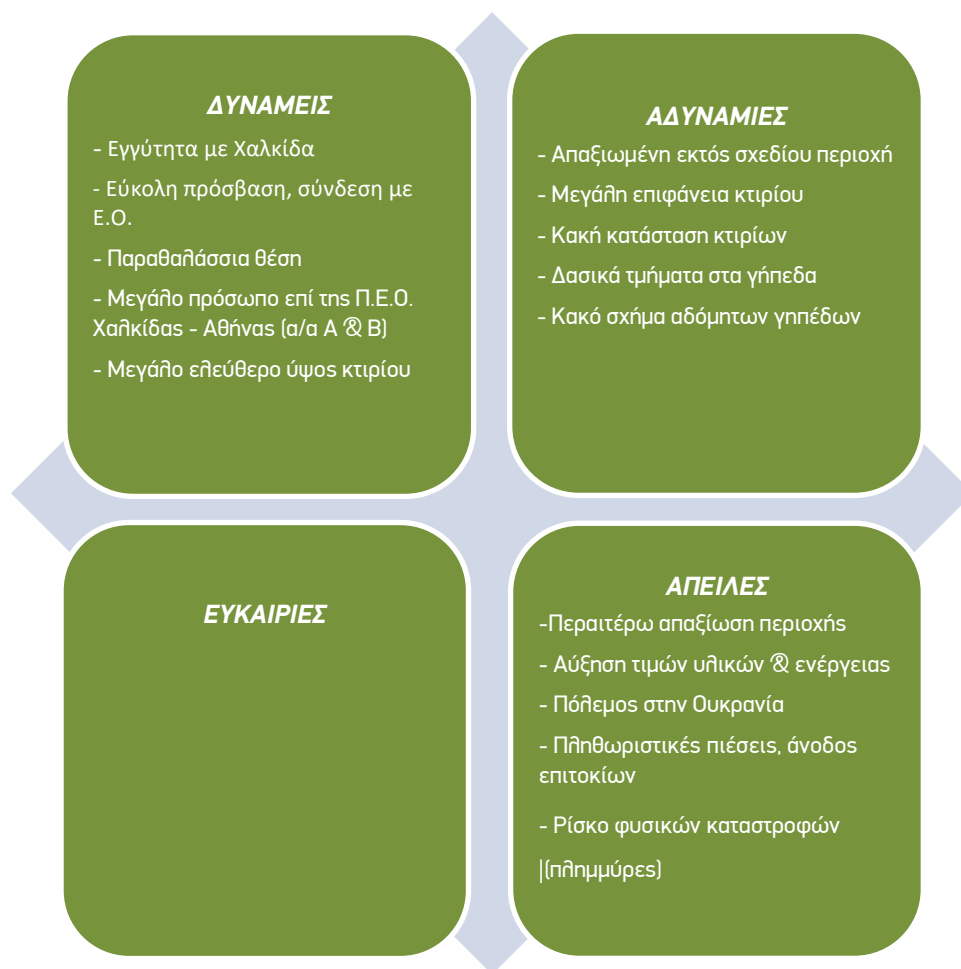 ΔΥΝΑΜΕΙΣ
- Εγγύτητα με Χαλκίδα
- Εύκολη πρόσβαση, σύνδεση με
Ε.Ο.
- Παραθαλάσσια θέση
- Μεγάλο πρόσωπο επί της Π.Ε.Ο.
Χαλκίδας - Αθήνας (α/α Α & Β)
- Μεγάλο ελεύθερο ύψος κτιρίου
ΑΔΥΝΑΜΙΕΣ
- Απαξιωμένη εκτός σχεδίου περιοχή
- Μεγάλη επιφάνεια κτιρίου
- Κακή κατάσταση κτιρίων
- Δασικά τμήματα στα γήπεδα
- Κακό σχήμα αδόμητων γηπέδων
ΕΥΚΑΙΡΙΕΣ
ΑΠΕΙΛΕΣ
-Περαιτέρω απαξίωση περιοχής
- Αύξηση τιμών υλικών & ενέργειας
- Πόλεμος στην Ουκρανία
- Πληθωριστικές πιέσεις, άνοδος
επιτοκίων
- Ρίσκο φυσικών καταστροφών
|(πλημμύρες)